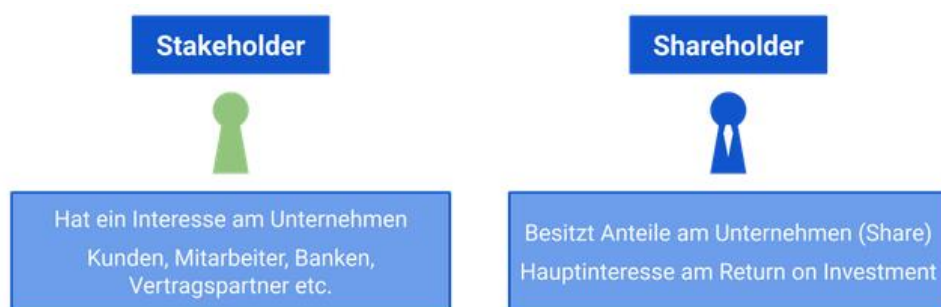 Stakeholder
Hat ein Interesse am Unternehmen
Kunden, Mitarbeiter, Banken,
Vertragspartner etc.
Shareholder
Besitzt Anteile am Unternehmen (Share)
Hauptinteresse am Return on Investment